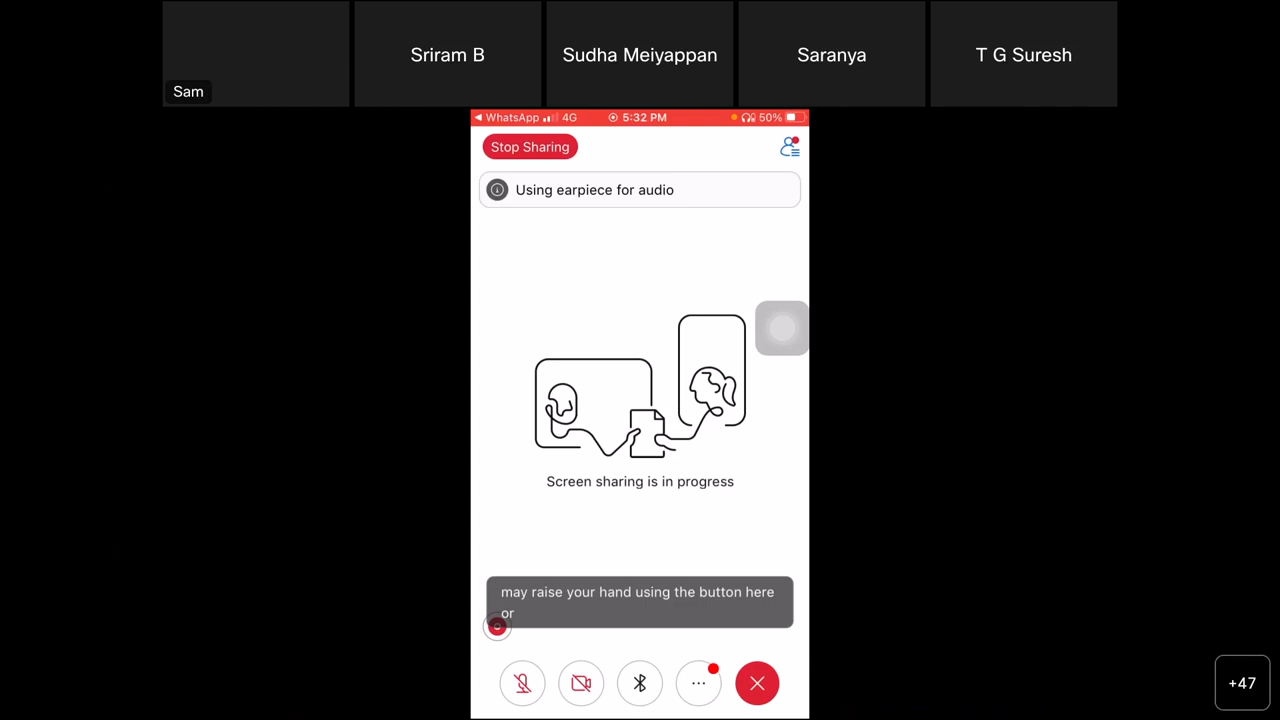 Sam
Sriram B
Sudha Meiyappan
Saranya
T G Suresh
WhatsApp 4G 5:32 PM 50%
Stop Sharing
Using earpiece for audio
Screen sharing is in progress
may raise your hand using the button here
or
+47